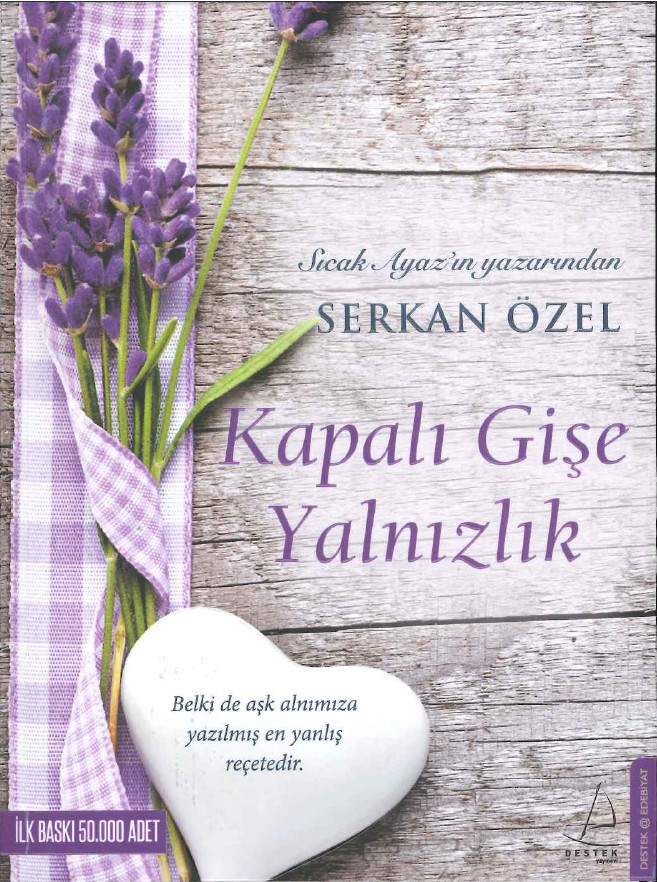 Sıcak Ayaz'ın yazarından
SERKAN ÖZEL
Kapalı Gişe
Yalnızlık
Belki de aşk alnımıza
yazılmış en yanlış
reçetedir.
İLK BASKI 50.000 ADET
DESTEK
yayınları
DESTEK @ EDEBİYAT